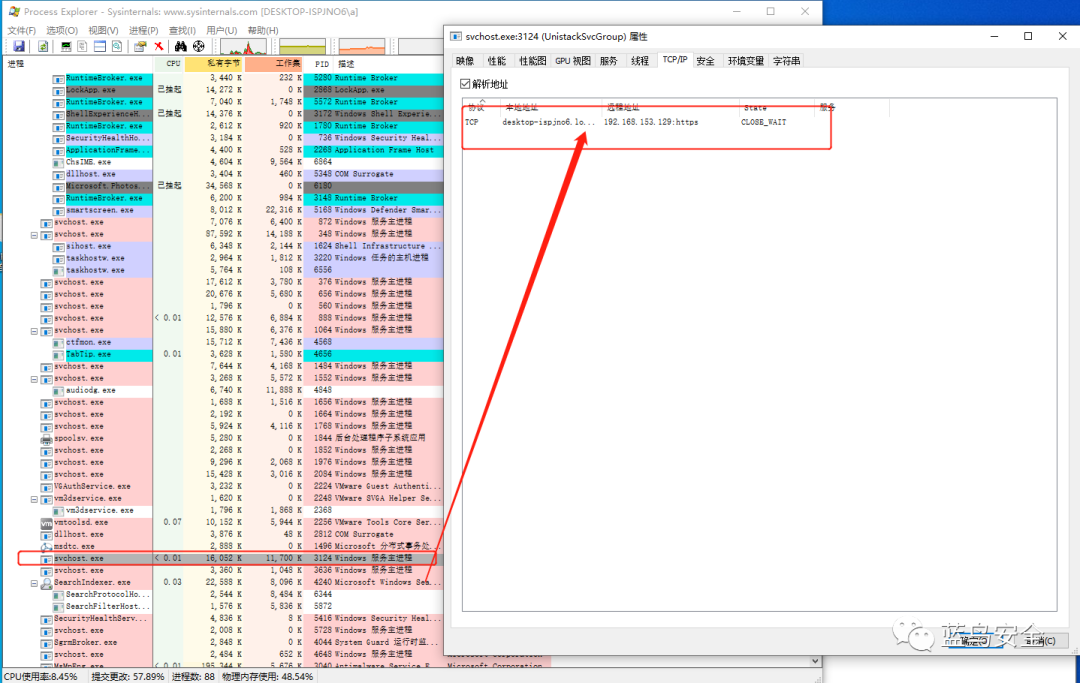 Process Explorer - Sysinternals: www.sysinternals.com [DESKTOP-ISPJNO6\a]
文件(F) 选项(O) 视图(V) 进程(P) 查找(I) 用户(U) 帮助(H)
进程 CPU 私有字节 工作集 PID 描述
RuntimeBroker.exe 3,440 K 232 K 5280 Runtime Broker
LockApp.exe 已挂起 14,272 K 0 K 2868 LockApp.exe
RuntimeBroker.exe 7,040 K 1,748 K 5572 Runtime Broker
ShellExperienceH... 已挂起 14,376 K 0 K 3172 Windows Shell Experie...
RuntimeBroker.exe 2,612 K 920 K 1780 Runtime Broker
SecurityHealthHo... 3,184 K 0 K 736 Windows Security Heal...
ApplicationFrame... 4,400 K 528 K 2268 Application Frame Host
ChsIME.exe 4,604 K 9,564 K 6864
dllhost.exe 3,404 K 460 K 5348 COM Surrogate
Microsoft.Photos... 已挂起 34,568 K 0 K 6180
RuntimeBroker.exe 6,200 K 984 K 3148 Runtime Broker
smartscreen.exe 8,012 K 22,316 K 5168 Windows Defender Smar...
svchost.exe 7,076 K 6,400 K 872 Windows 服务主进程
svchost.exe 87,592 K 14,188 K 348 Windows 服务主进程
sihost.exe 6,348 K 2,144 K 1624 Shell Infrastructure ...
taskhostw.exe 2,964 K 1,812 K 3220 Windows 任务的主机进程
taskhostw.exe 5,764 K 108 K 6556
svchost.exe 17,612 K 3,780 K 376 Windows 服务主进程
svchost.exe 20,676 K 5,680 K 656 Windows 服务主进程
svchost.exe 1,796 K 0 K 560 Windows 服务主进程
svchost.exe < 0.01 12,576 K 6,884 K 888 Windows 服务主进程
svchost.exe 15,880 K 6,376 K 1064 Windows 服务主进程
ctfmon.exe 15,712 K 7,436 K 4568
TabTip.exe 0.01 3,628 K 1,580 K 4656
svchost.exe 7,644 K 4,168 K 1484 Windows 服务主进程
svchost.exe 3,268 K 5,572 K 1552 Windows 服务主进程
audiodg.exe 6,740 K 11,888 K 4848
svchost.exe 1,688 K 1,516 K 1656 Windows 服务主进程
svchost.exe 2,192 K 0 K 1664 Windows 服务主进程
svchost.exe 5,924 K 4,116 K 1768 Windows 服务主进程
spoolsv.exe 5,280 K 0 K 1844 后台处理程序子系统应用
svchost.exe 2,268 K 0 K 1852 Windows 服务主进程
svchost.exe 9,296 K 2,068 K 1976 Windows 服务主进程
svchost.exe 15,428 K 3,016 K 2084 Windows 服务主进程
VGAuthService.exe 3,232 K 0 K 2224 VMware Guest Authenti...
vm3dservice.exe 1,620 K 0 K 2248 VMware SVGA Helper Se...
vm3dservice.exe 1,796 K 1,868 K 2368
vmtoolsd.exe 0.07 10,152 K 5,944 K 2256 VMware Tools Core Ser...
dllhost.exe 3,876 K 48 K 2812 COM Surrogate
msdtc.exe 2,888 K 0 K 1496 Microsoft 分布式事务处...
svchost.exe < 0.01 16,052 K 11,700 K 3124 Windows 服务主进程
svchost.exe 3,360 K 1,048 K 3636 Windows 服务主进程
SearchIndexer.exe 0.03 22,588 K 8,096 K 4240 Microsoft Windows Sea...
SearchProtocolHo... 2,544 K 8,484 K 6344
SearchFilterHost... 1,576 K 5,836 K 5872
SecurityHealthServ... 4,836 K 8 K 5416 Windows Security Heal...
svchost.exe 2,008 K 0 K 5728 Windows 服务主进程
SgrmBroker.exe 2,848 K 0 K 4044 System Guard 运行时监...
svchost.exe 2,484 K 652 K 4648 Windows 服务主进程
MsMpEng.exe < 0.01 195,344 K 5,676 K 3040 Antimalware Service E... Microsoft Corporation
CPU使用率:8.45% 提交更改: 57.89% 进程数: 88 物理内存使用: 48.54%
svchost.exe:3124 (UnistackSvcGroup) 属性
映像 性能 性能图 GPU 视图 服务 线程 TCP/IP 安全 环境变量 字符串
解析地址
协议 本地地址 远程地址 State 服务
TCP desktop-ispjno6.lo... 192.168.153.129:https CLOSE_WAIT
蓝鸟安全
确定(O) 取消(C)